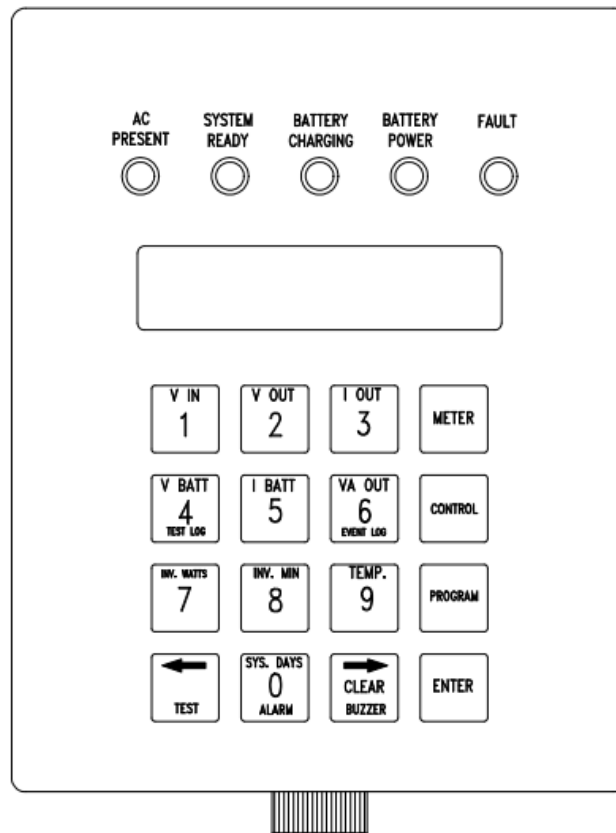 AC PRESENT
SYSTEM READY
BATTERY CHARGING
BATTERY POWER
FAULT
V IN
1
V OUT
2
I OUT
3
METER
V BATT
4
TEST LOG
I BATT
5
VA OUT
6
EVENT LOG
CONTROL
INV. WATTS
7
INV. MIN
8
TEMP.
9
PROGRAM
TEST
SYS. DAYS
0
ALARM
CLEAR
BUZZER
ENTER